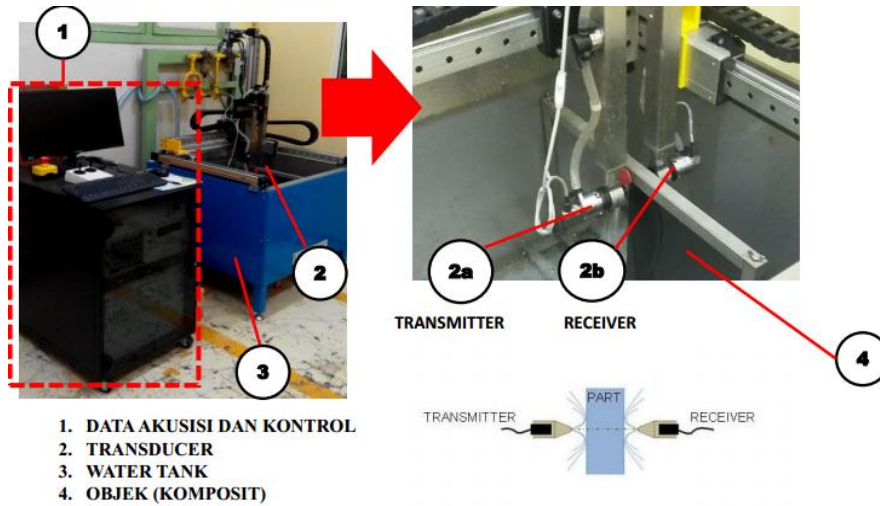 1
2
3
2a
2b
TRANSMITTER RECEIVER
4
PART
TRANSMITTER
RECEIVER
1. DATA AKUSISI DAN KONTROL
2. TRANSDUCER
3. WATER TANK
4. OBJEK (KOMPOSIT)